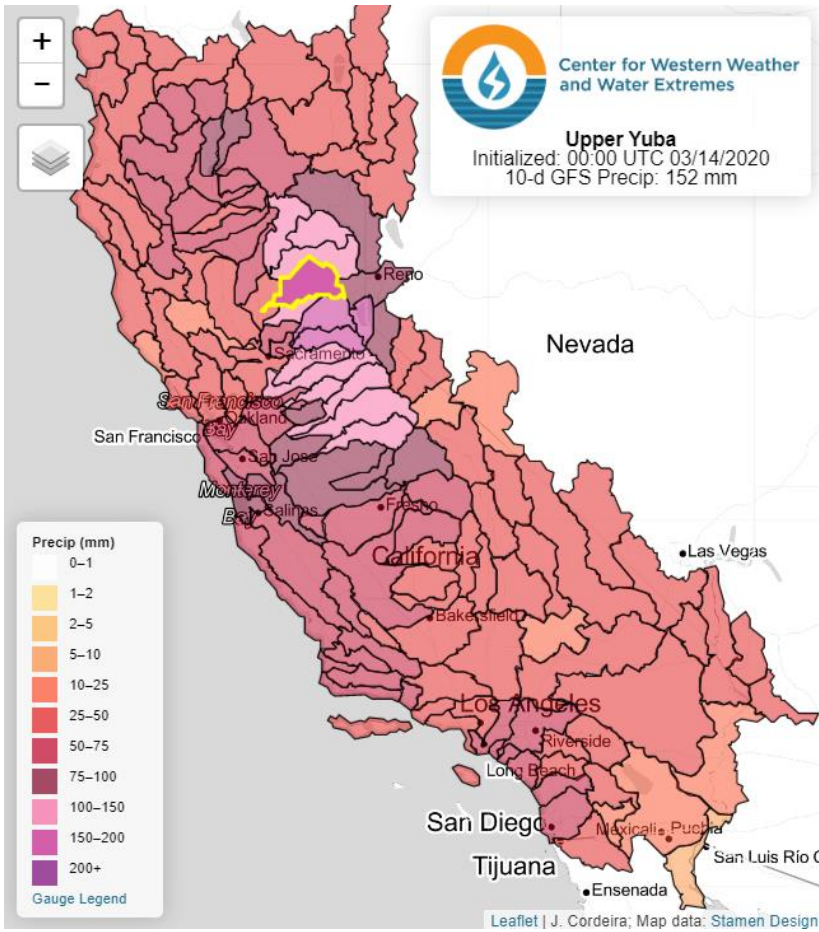 +
−
Center for Western Weather
and Water Extremes
Upper Yuba
Initialized: 00:00 UTC 03/14/2020
10-d GFS Precip: 152 mm
Reno
Nevada
Sacramento
San Francisco
Bay
Oakland
San Francisco
San Jose
Monterey
Bay
Salinas
Fresno
California
Las Vegas
Bakersfield
Los Angeles
Riverside
Long Beach
San Diego
Mexicali
Tijuana
San Luis Río C
Ensenada
Precip (mm)
0–1
1–2
2–5
5–10
10–25
25–50
50–75
75–100
100–150
150–200
200+
Gauge Legend
Leaflet | J. Cordeira; Map data: Stamen Design